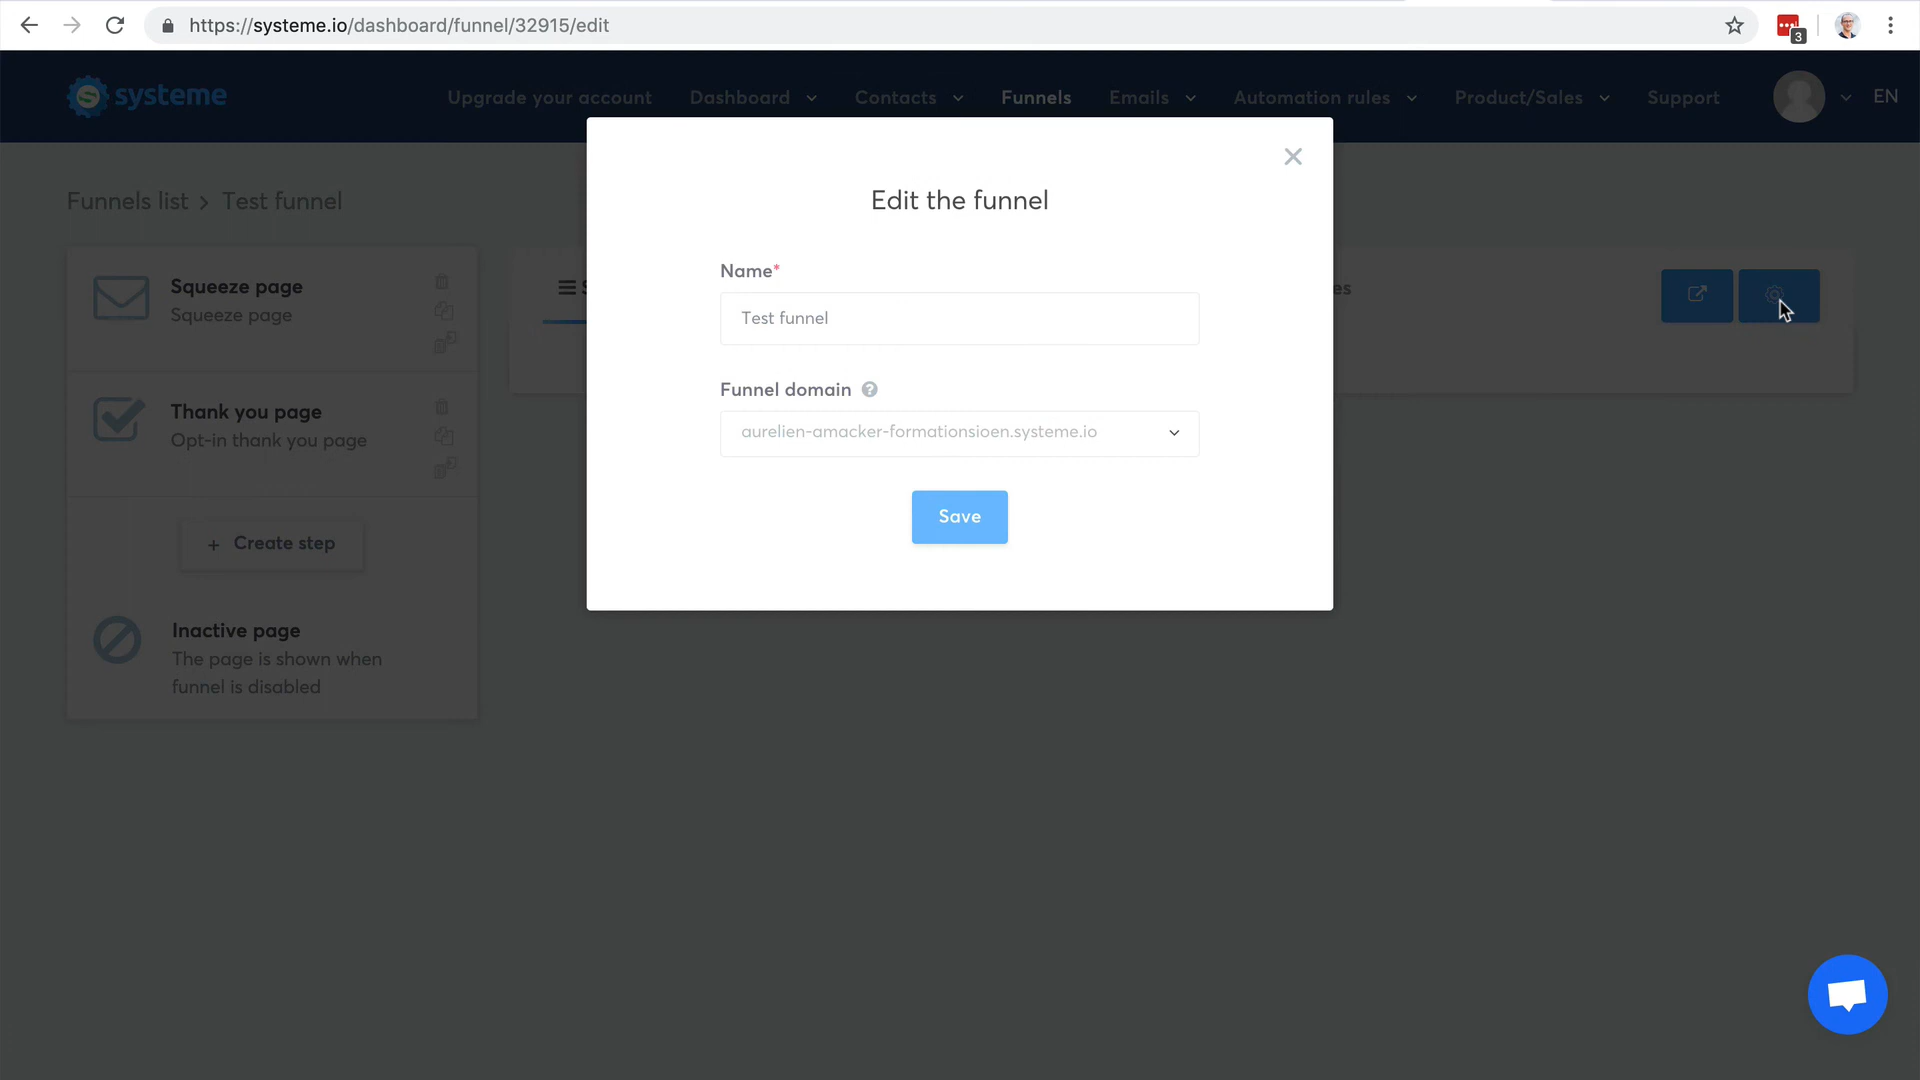 https://systeme.io/dashboard/funnel/32915/edit
3
systeme
Upgrade your account
Dashboard
Contacts
Funnels
Emails
Automation rules
Product/Sales
Support
EN
Funnels list > Test funnel
Squeeze page
Squeeze page
Thank you page
Opt-in thank you page
+ Create step
Inactive page
The page is shown when
funnel is disabled
Edit the funnel
Name*
Test funnel
Funnel domain ?
aurelien-amacker-formationsioen.systeme.io
Save